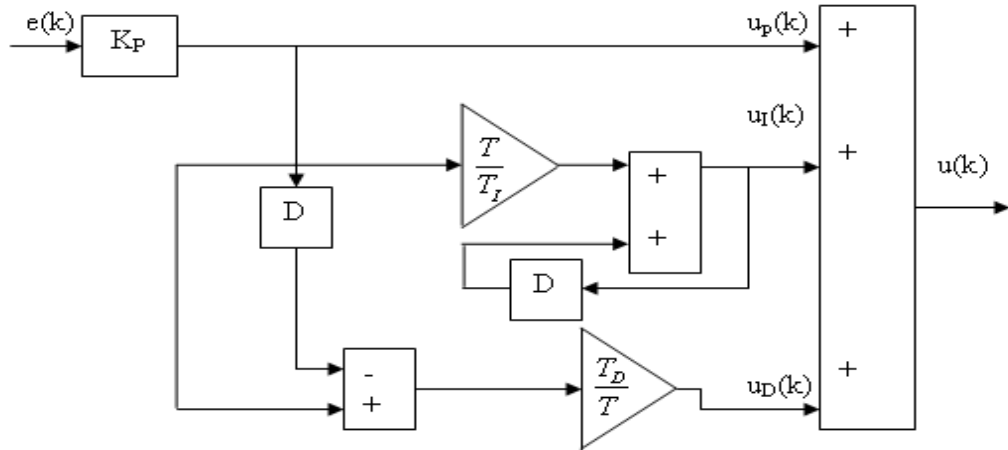 e(k)
K_P
u_p(k)
+
T
T_I
u_I(k)
+
+
u(k)
D
+
D
-
+
T_D
T
+
u_D(k)